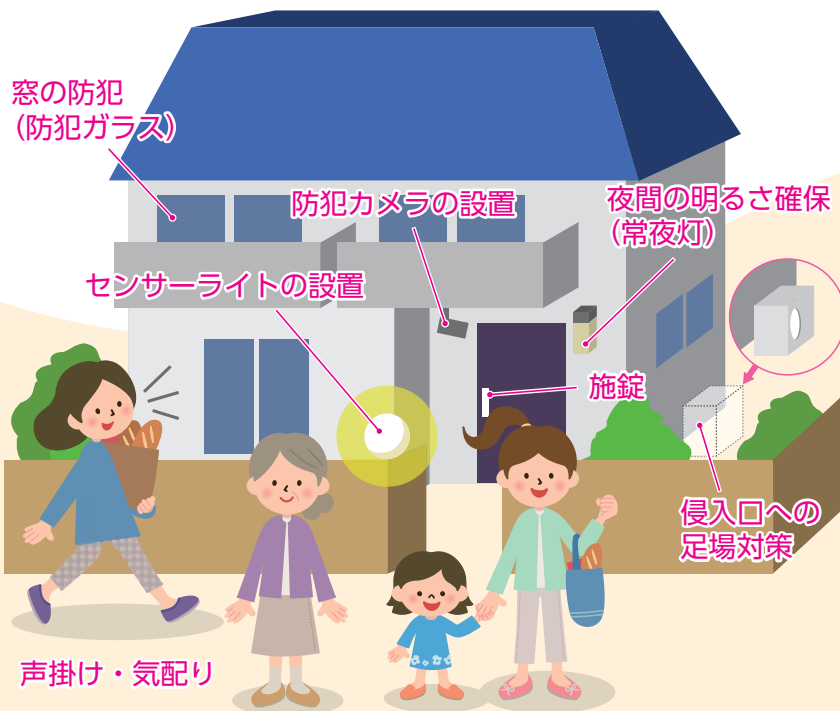 窓の防犯
（防犯ガラス）
防犯カメラの設置
夜間の明るさ確保
（常夜灯）
センサーライトの設置
施錠
侵入口への
足場対策
声掛け・気配り